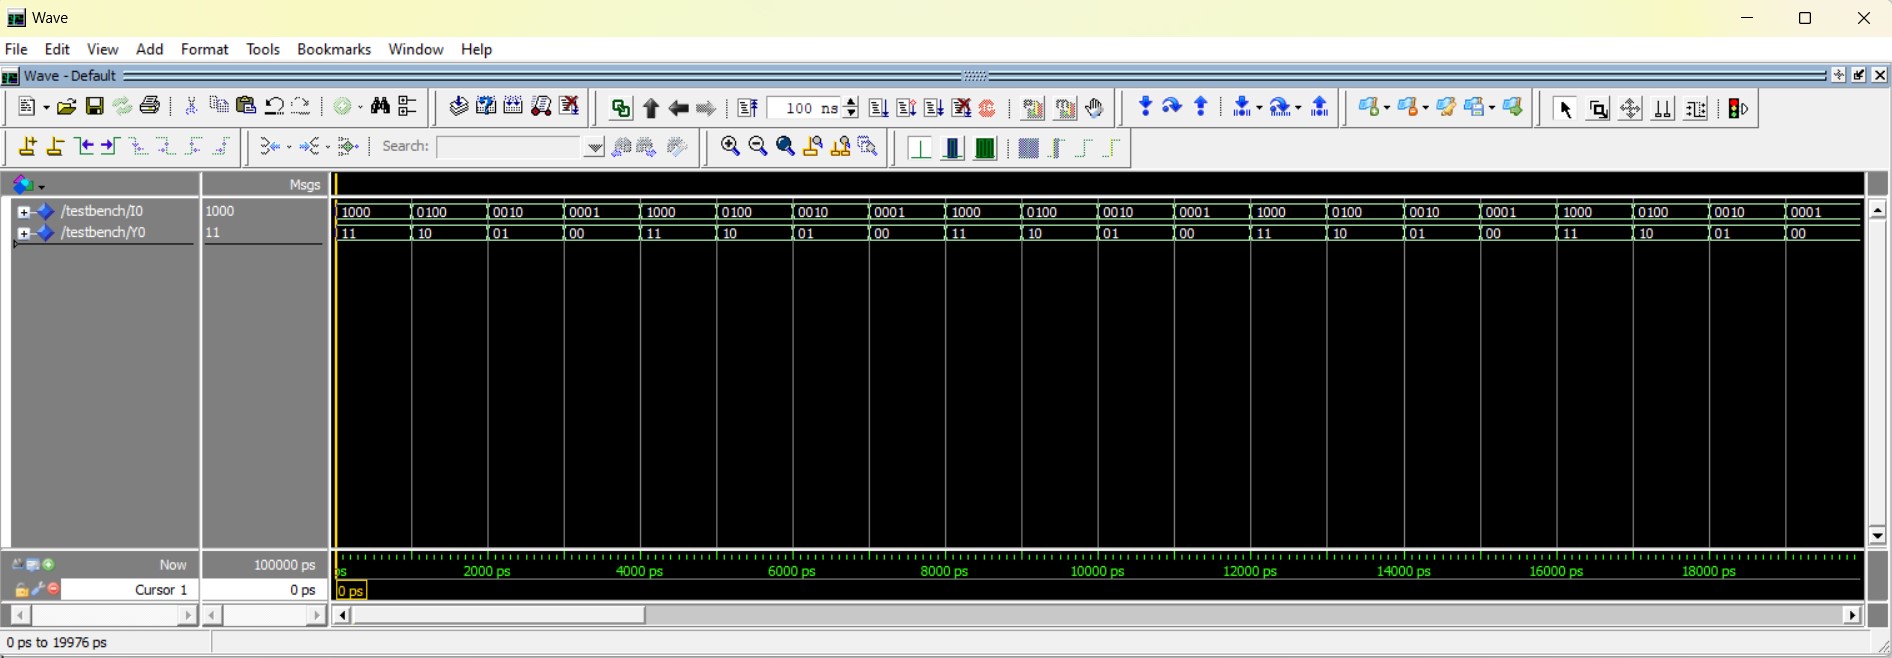 Wave
File Edit View Add Format Tools Bookmarks Window Help
Wave - Default
100 ns
Search:
Msgs
/testbench/I0 1000 1000 0100 0010 0001 1000 0100 0010 0001 1000 0100 0010 0001 1000 0100 0010 0001 1000 0100 0010 0001
/testbench/Y0 11 11 10 01 00 11 10 01 00 11 10 01 00 11 10 01 00 11 10 01 00
Now 100000 ps ps 2000 ps 4000 ps 6000 ps 8000 ps 10000 ps 12000 ps 14000 ps 16000 ps 18000 ps
Cursor 1 0 ps 0 ps
0 ps to 19976 ps